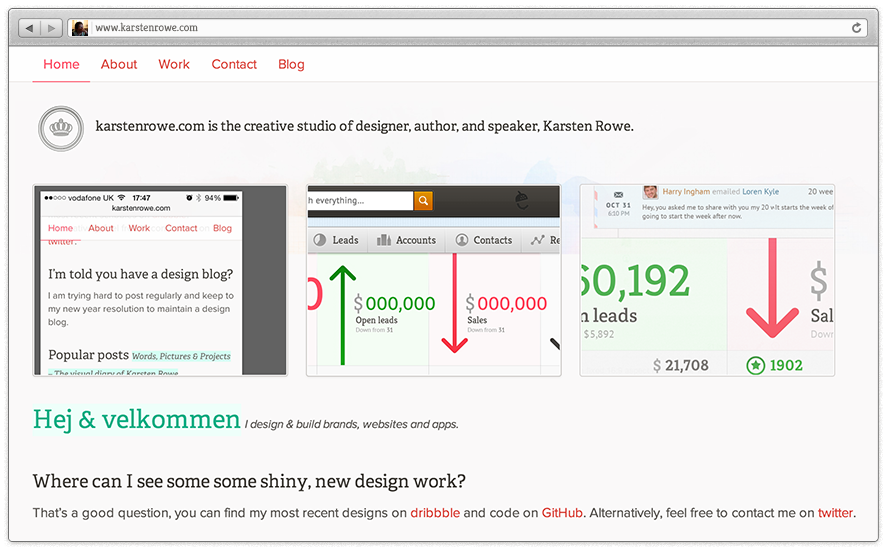 www.karstenrowe.com
Home About Work Contact Blog
karstenrowe.com is the creative studio of designer, author, and speaker, Karsten Rowe.
vodafone UK 17:47 94%
karstenrowe.com
Home About Work Contact Blog
twitter.
I'm told you have a design blog?
I am trying hard to post regularly and keep to
my new year resolution to maintain a design
blog.
Popular posts Words, Pictures & Projects
– The visual diary of Karsten Rowe
h everything...
Leads Accounts Contacts Re
0 $000,000 $000,000
Open leads Sales
Down from 31 Down from 31
Harry Ingham emailed Loren Kyle 20 wee
OCT 31
6:10 PM
Hey, you asked me to share with you my 20 starts the week of
going to start the week after now.
60,192 $
n leads Sal
$5,892 Down
$ 21,708 1902
Hej & velkommen I design & build brands, websites and apps.
Where can I see some some some shiny, new design work?
That's a good question, you can find my most recent designs on dribbble and code on GitHub. Alternatively, feel free to contact me on twitter.